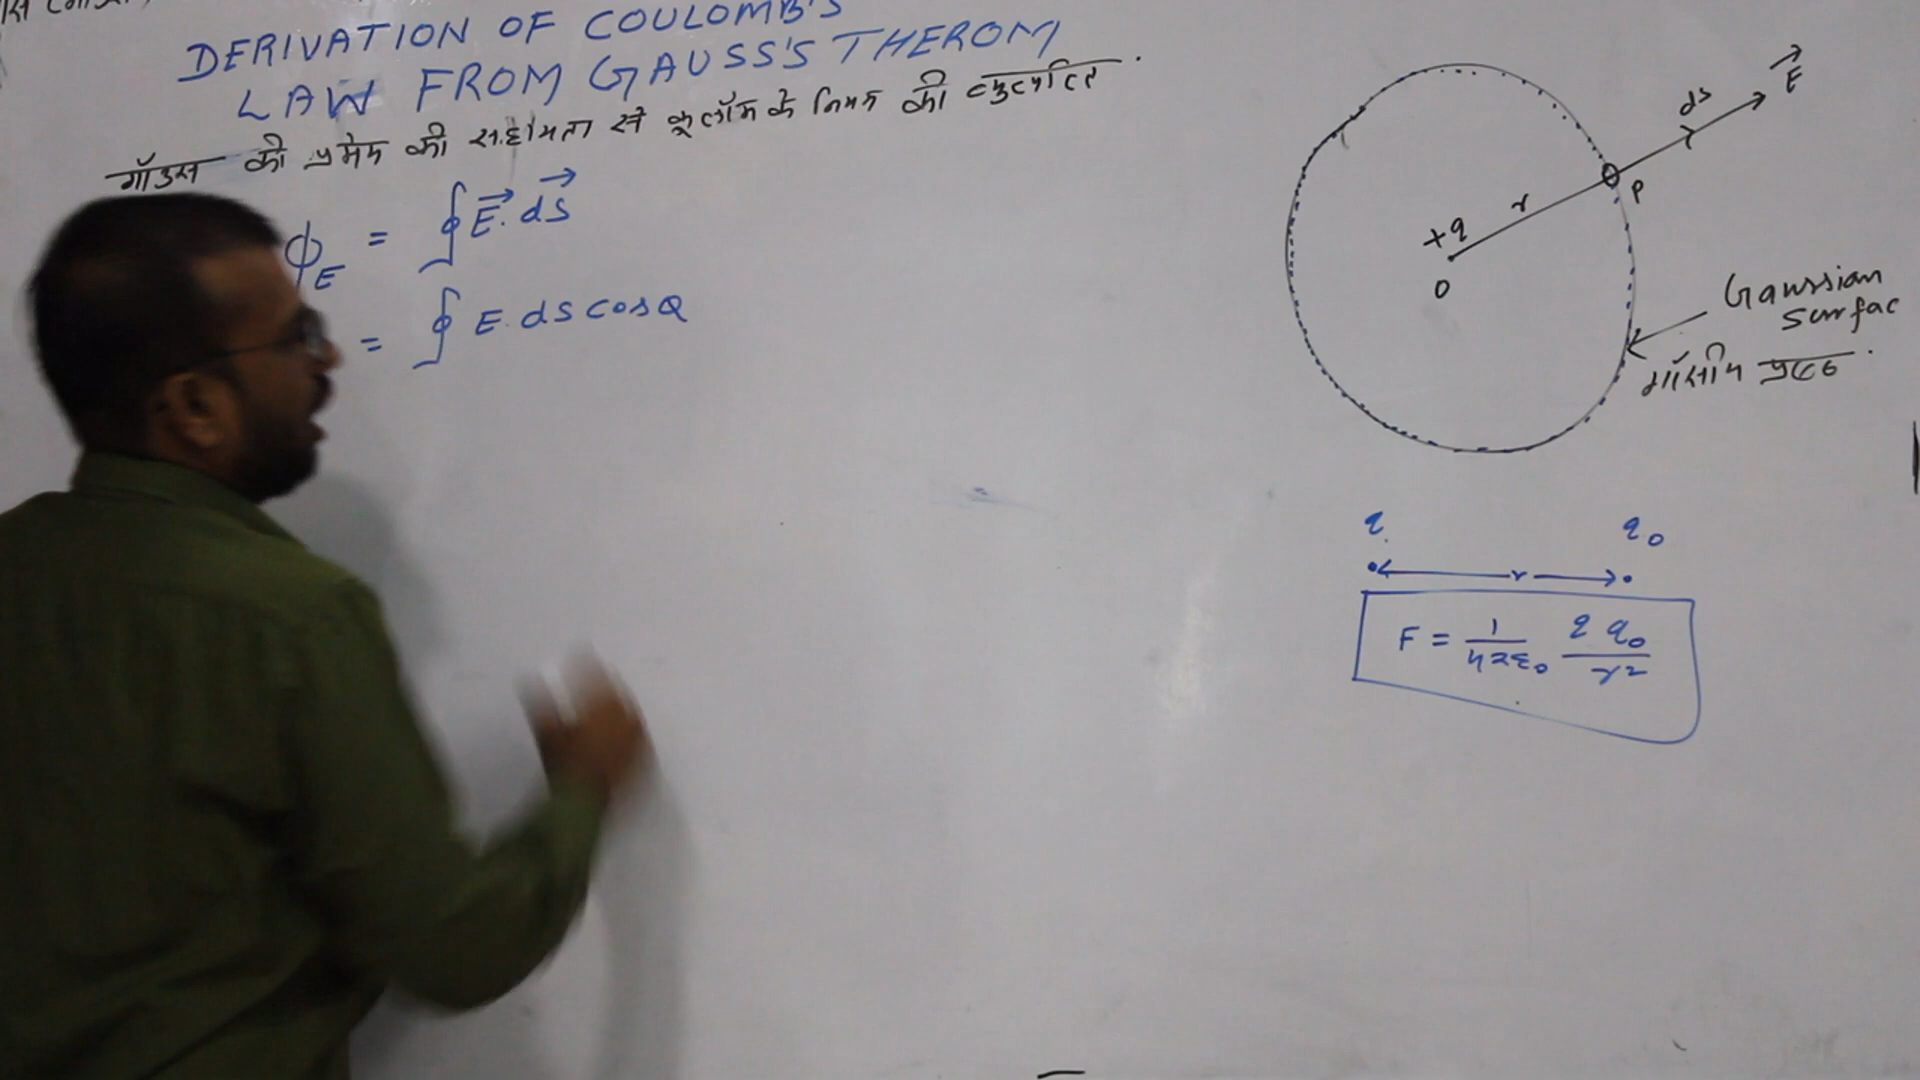 DERIVATION OF COULOMB'S
LAW FROM GAUSS'S THEROM
गॉउस की प्रमेय की सहायता से कूलॉम के नियम की व्युत्पत्ति
ϕE = ∮ E⃗. dS⃗
= ∮ E. dS cosθ
E⃗
ds
P
r
+q
O
Gaussian
Surfac
गॉसीय पृष्ठ
q q0
r
F = 1/4πε0 q q0/r²